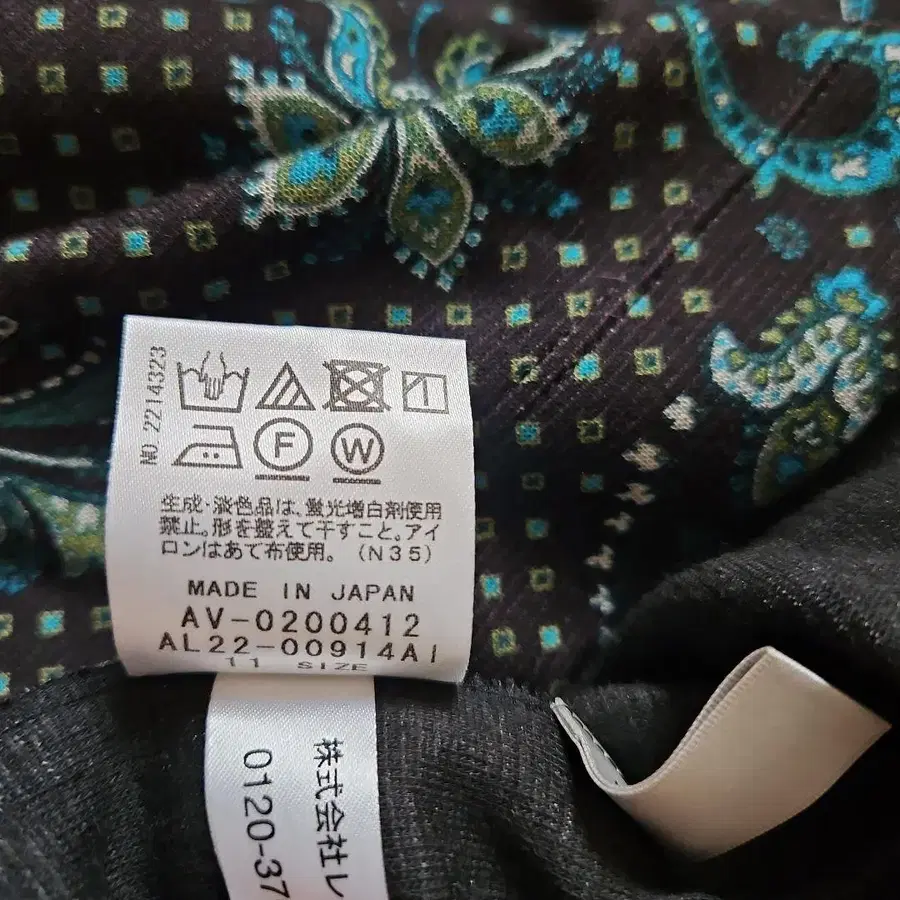 NO.2214323
F
W
生成・淡色品は、蛍光増白剤使用
禁止。形を整えて干すこと。アイ
ロンはあて布使用。（N35）
MADE IN JAPAN
AV-0200412
AL22-00914AI
11 SIZE
株式会社レ
0120-37